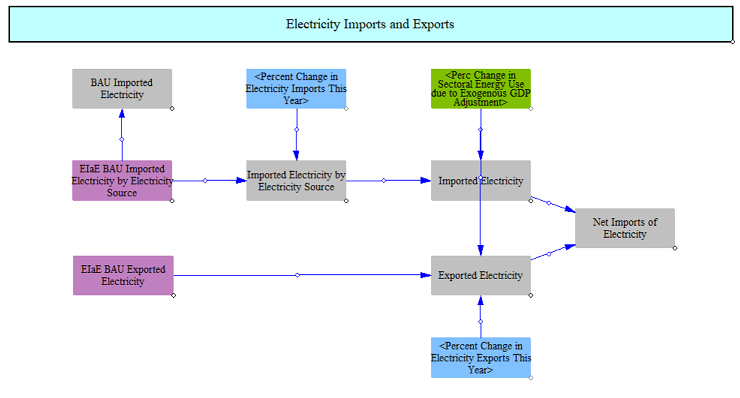 Electricity Imports and Exports
BAU Imported
Electricity
<Percent Change in
Electricity Imports This
Year>
<Perc Change in
Sectoral Energy Use
due to Exogenous GDP
Adjustment>
EIaE BAU Imported
Electricity by Electricity
Source
Imported Electricity by
Electricity Source
Imported Electricity
Net Imports of
Electricity
EIaE BAU Exported
Electricity
Exported Electricity
<Percent Change in
Electricity Exports This
Year>